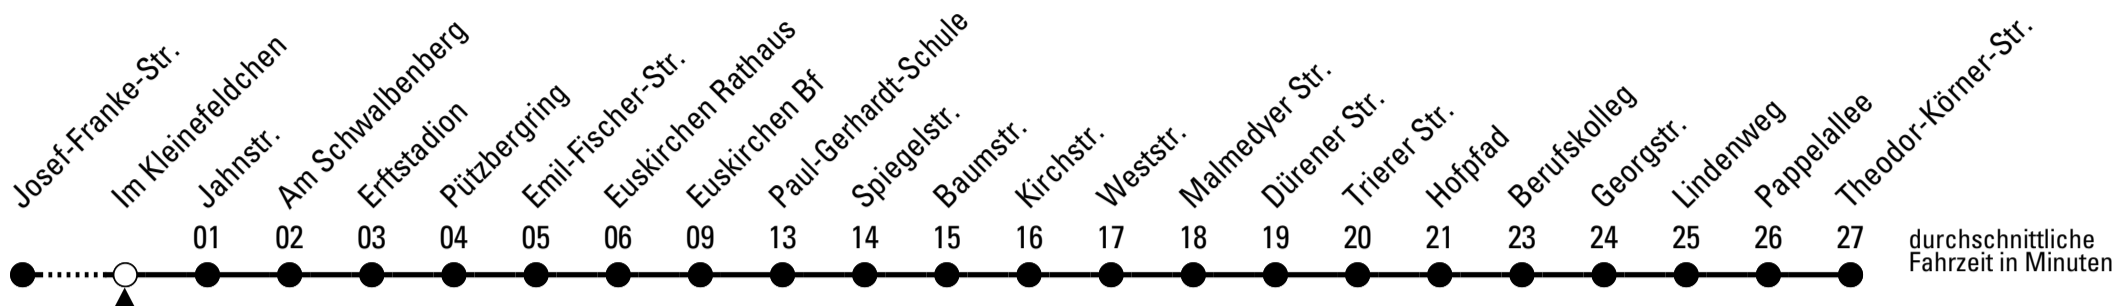 Josef-Franke-Str.
Im Kleinefeldchen
Jahnstr.
Am Schwalbenberg
Erftstadion
Pützbergring
Emil-Fischer-Str.
Euskirchen Rathaus
Euskirchen Bf
Paul-Gerhardt-Schule
Spiegelstr.
Baumstr.
Kirchstr.
Weststr.
Malmedyer Str.
Dürener Str.
Trierer Str.
Hofpfad
Berufskolleg
Georgstr.
Lindenweg
Pappelallee
Theodor-Körner-Str.
01 02 03 04 05 06 09 13 14 15 16 17 18 19 20 21 23 24 25 26 27
durchschnittliche
Fahrzeit in Minuten